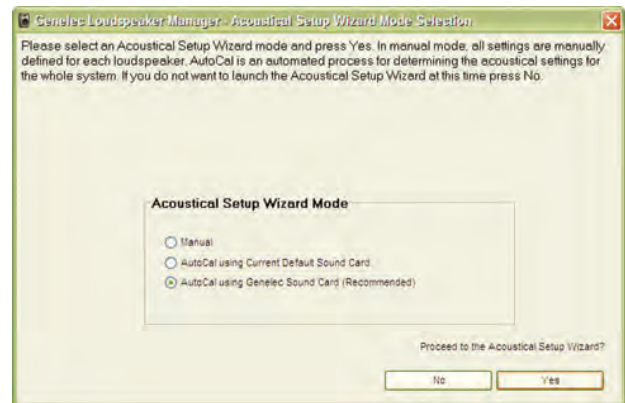 Genelec Loudspeaker Manager - Acoustical Setup Wizard Mode Selection
Please select an Acoustical Setup Wizard mode and press Yes. In manual mode, all settings are manually
defined for each loudspeaker. AutoCal is an automated process for determining the acoustical settings for
the whole system. If you do not want to launch the Acoustical Setup Wizard at this time press No.
Acoustical Setup Wizard Mode
Manual
AutoCal using Current Default Sound Card
AutoCal using Genelec Sound Card (Recommended)
Proceed to the Acoustical Setup Wizard?
No
Yes